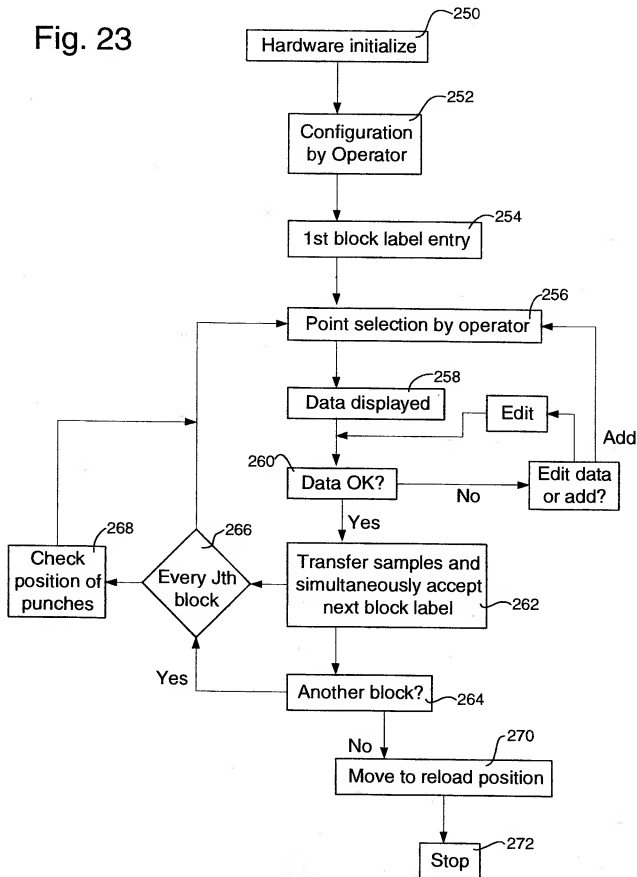 Fig. 23
250
Hardware initialize
252
Configuration
by Operator
254
1st block label entry
256
Point selection by operator
258
Data displayed
Edit
Add
260
Data OK?
No
Edit data
or add?
Yes
268
266
Check
position of
punches
Every Jth
block
Transfer samples and
simultaneously accept
next block label
262
Yes
Another block?
264
No
270
Move to reload position
272
Stop